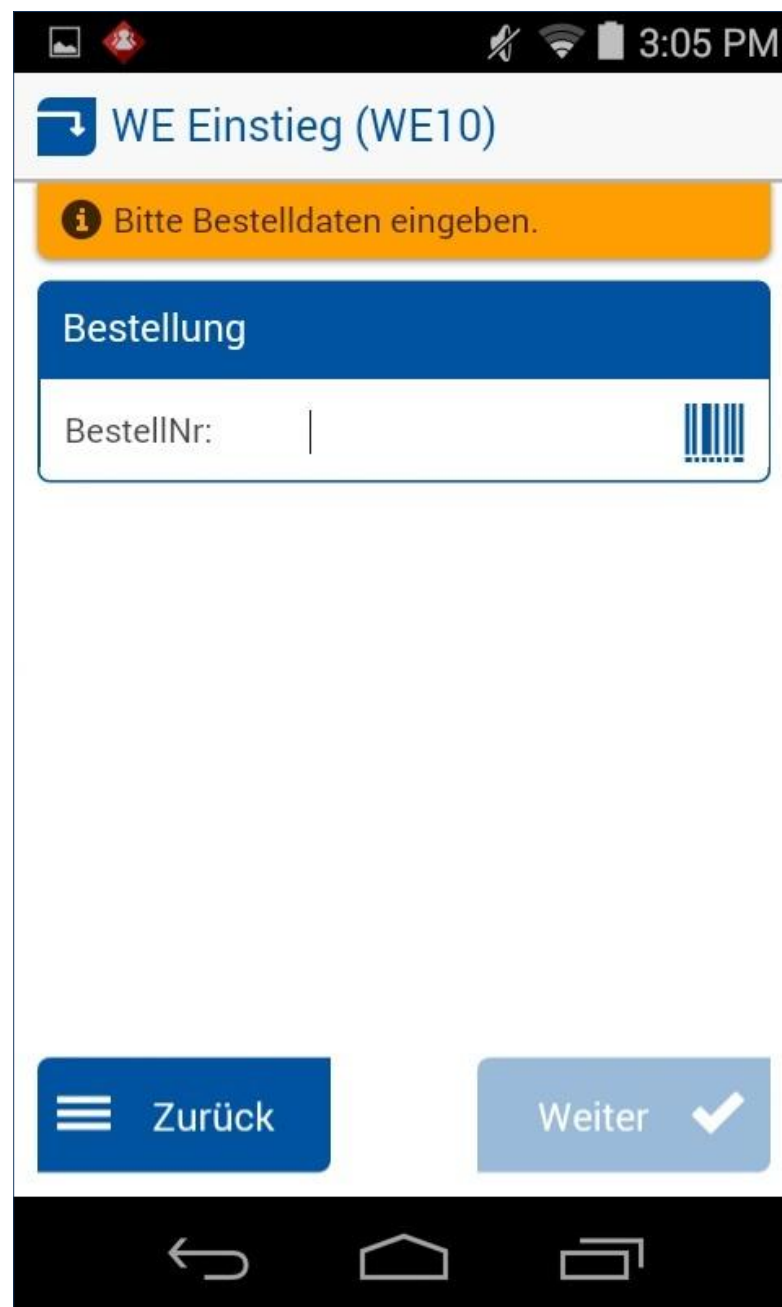 3:05 PM
WE Einstieg (WE10)
Bitte Bestelldaten eingeben.
Bestellung
BestellNr:
Zurück
Weiter